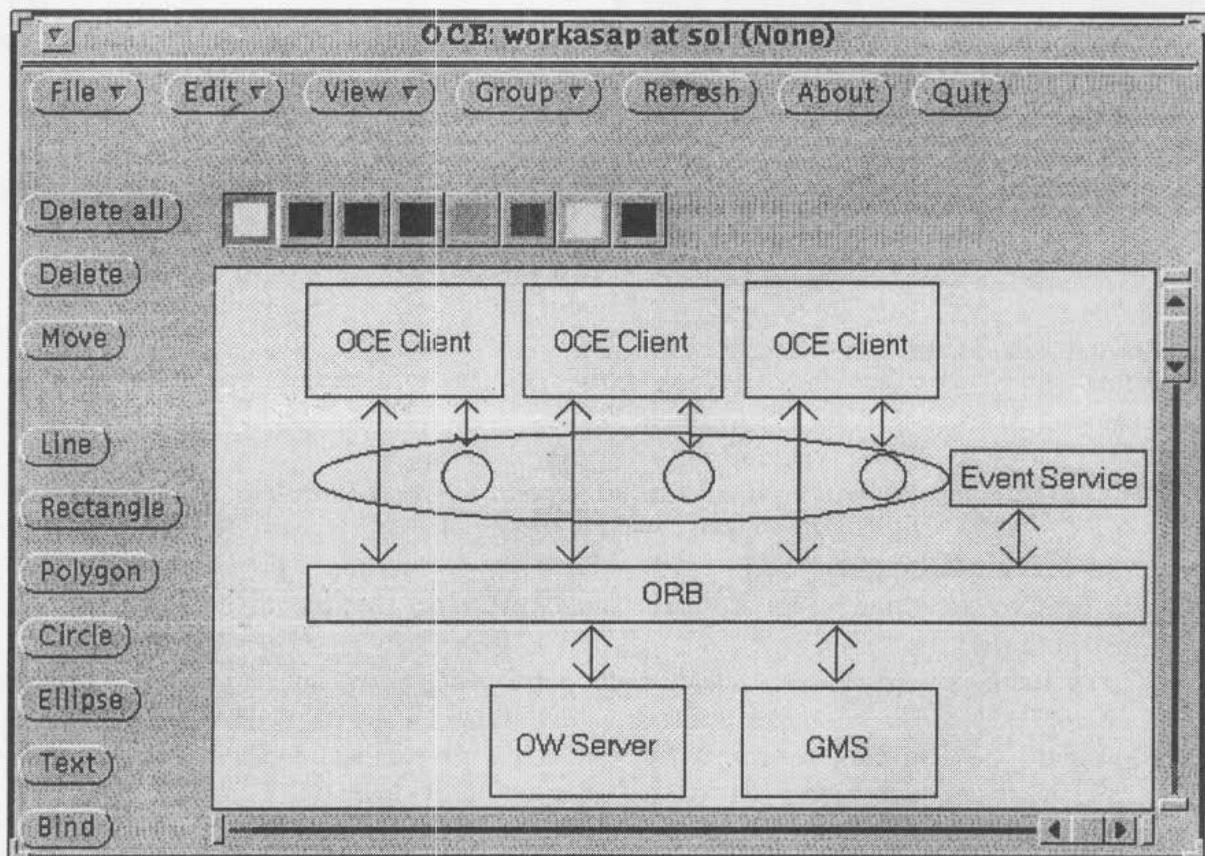 OCE: workasap at sol (None)
File Edit View Group Refresh About Quit
Delete all
Delete
Move
Line
Rectangle
Polygon
Circle
Ellipse
Text
Bind
OCE Client OCE Client OCE Client
Event Service
ORB
OW Server GMS